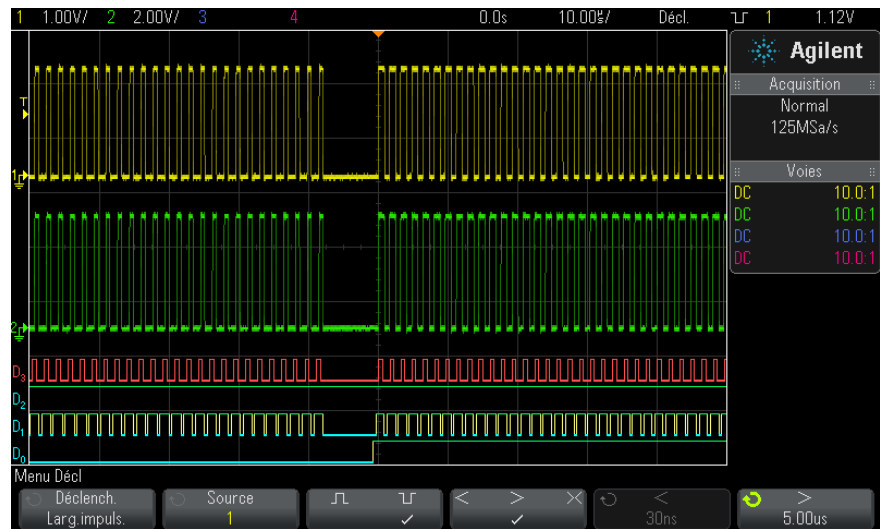 1 1.00V/ 2 2.00V/ 3 4 0.0s 10.00µs/ Décl. 1 1.12V
Agilent
Acquisition
Normal
125MSa/s
Voies
DC 10.0:1
DC 10.0:1
DC 10.0:1
DC 10.0:1
T
1
2
D3
D2
D1
D0
Menu Décl
Déclench. Source < > >< < >
Larg.impuls. 1 30ns 5.00us